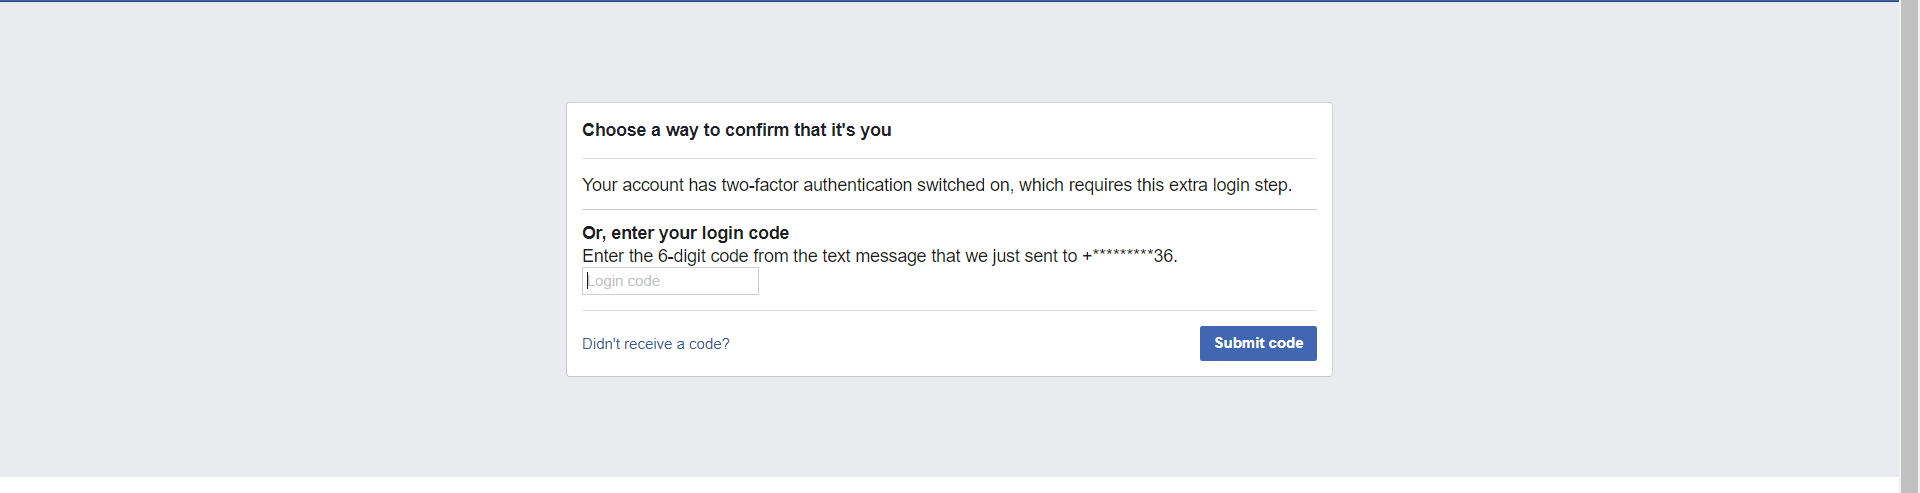 Choose a way to confirm that it's you
Your account has two-factor authentication switched on, which requires this extra login step.
Or, enter your login code
Enter the 6-digit code from the text message that we just sent to +*********36.
Login code
Didn't receive a code?
Submit code